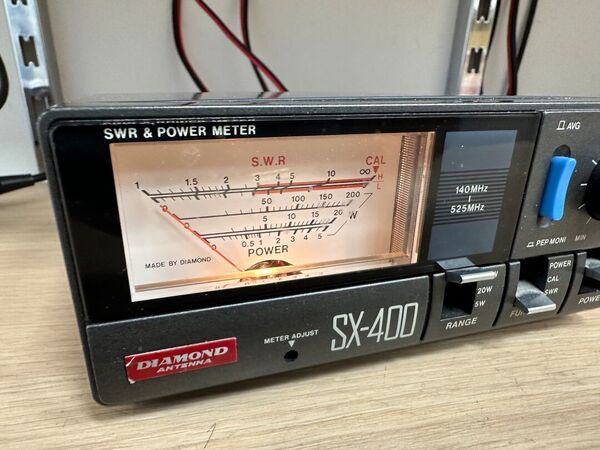 SWR & POWER METER
S.W.R
CAL
1 1.5 2 3 4 5 10 ∞
H
L
50 100 150 200
5 10 15 20
0.5 1 2 3 4 5
W
POWER
MADE BY DIAMOND
140MHz
525MHz
AVG
PEP MONI
MIN
METER ADJUST
SX-400
20W
5W
RANGE
POWER
CAL
SWR
FUN
POWE
DIAMOND
ANTENNA